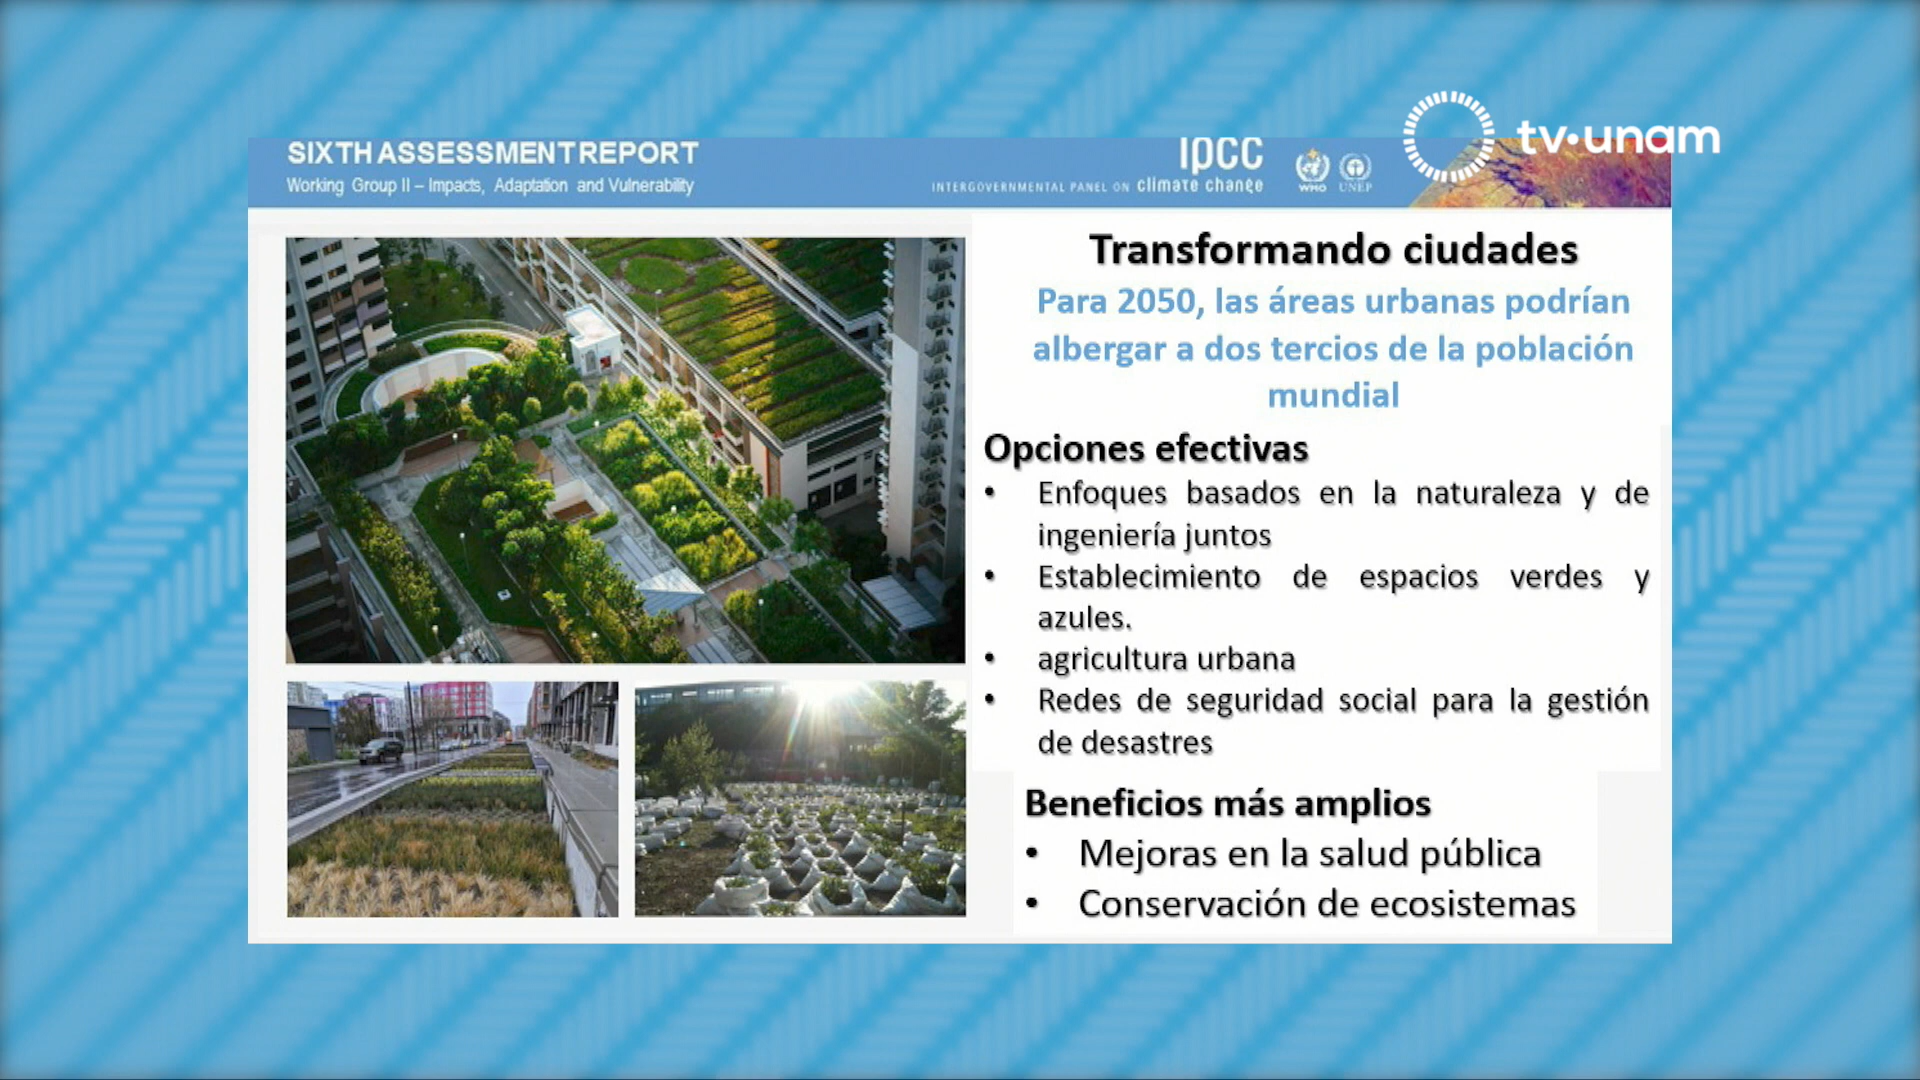 tv·unam
SIXTH ASSESSMENT REPORT
Working Group II – Impacts, Adaptation and Vulnerability
ipcc
INTERGOVERNMENTAL PANEL ON climate change
WMO UNEP
Transformando ciudades
Para 2050, las áreas urbanas podrían
albergar a dos tercios de la población
mundial
Opciones efectivas
• Enfoques basados en la naturaleza y de
ingeniería juntos
• Establecimiento de espacios verdes y
azules.
• agricultura urbana
• Redes de seguridad social para la gestión
de desastres
Beneficios más amplios
• Mejoras en la salud pública
• Conservación de ecosistemas